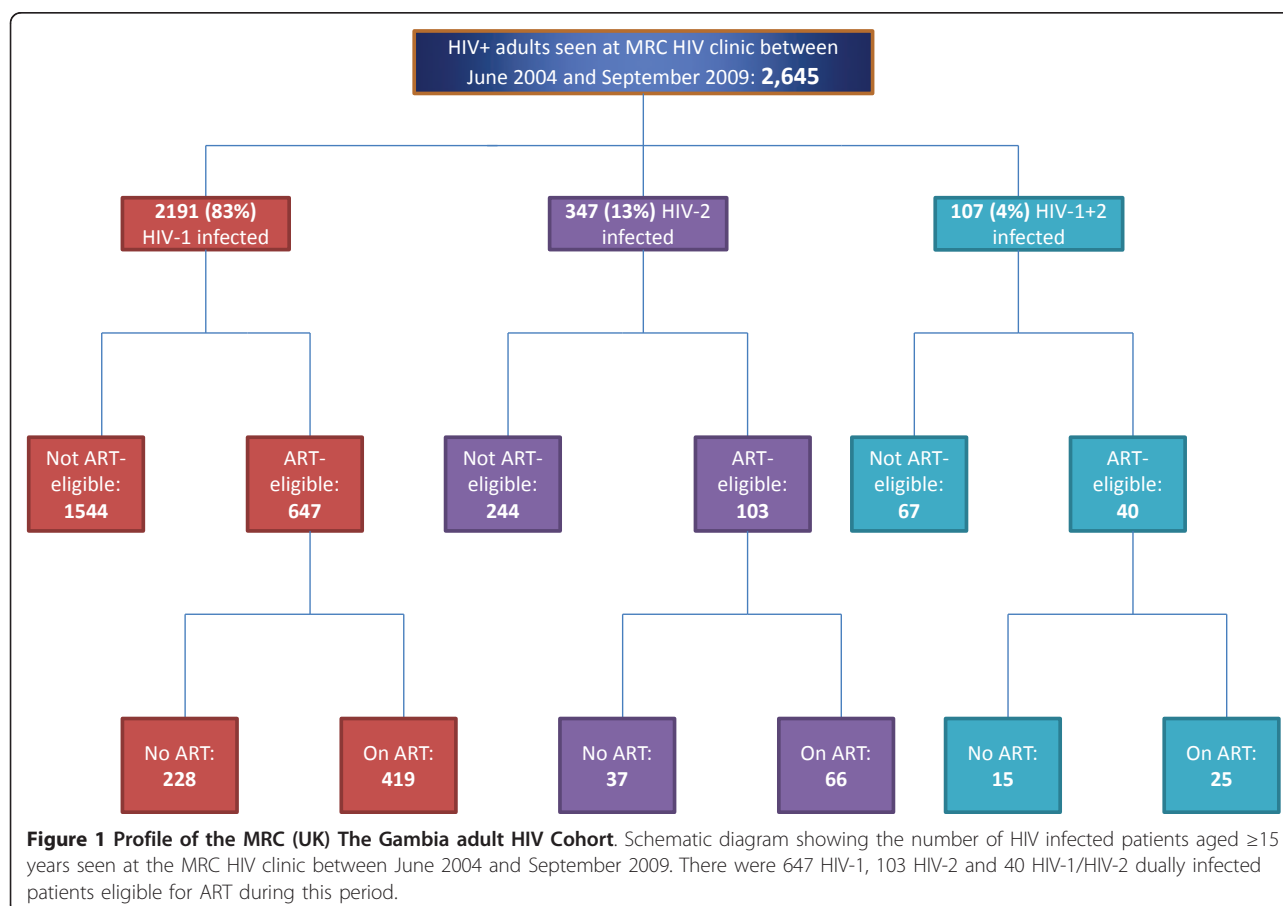 HIV+ adults seen at MRC HIV clinic between
June 2004 and September 2009: 2,645
2191 (83%)
HIV-1 infected
347 (13%) HIV-2
infected
107 (4%) HIV-1+2
infected
Not ART-
eligible:
1544
ART-
eligible:
647
Not ART-
eligible:
244
ART-
eligible:
103
Not ART-
eligible:
67
ART-
eligible:
40
No ART:
228
On ART:
419
No ART:
37
On ART:
66
No ART:
15
On ART:
25
Figure 1 Profile of the MRC (UK) The Gambia adult HIV Cohort. Schematic diagram showing the number of HIV infected patients aged ≥15
years seen at the MRC HIV clinic between June 2004 and September 2009. There were 647 HIV-1, 103 HIV-2 and 40 HIV-1/HIV-2 dually infected
patients eligible for ART during this period.